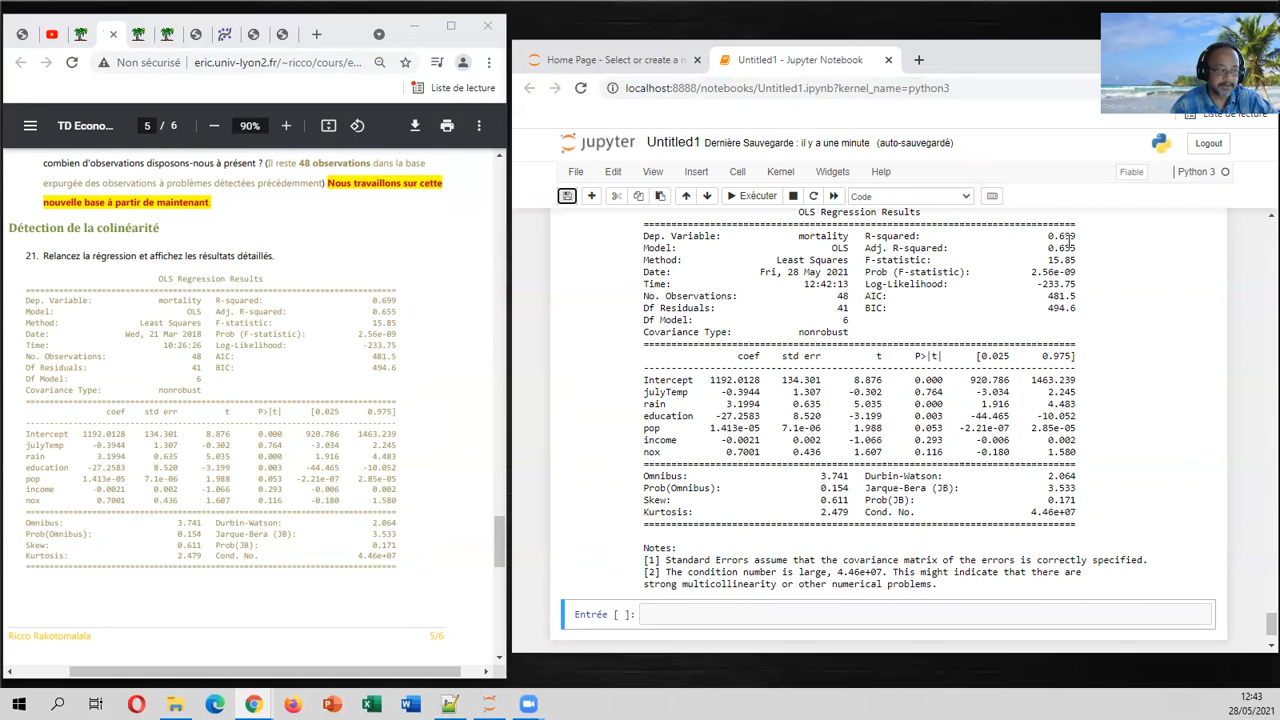 Non sécurisé eric.univ-lyon2.fr/~ricco/cours/e...
Liste de lecture
TD Econo... 5 / 6 90%
combien d'observations disposons-nous à présent ? (Il reste 48 observations dans la base
expurgée des observations à problèmes détectées précédemment) Nous travaillons sur cette
nouvelle base à partir de maintenant
Détection de la colinéarité
21. Relancez la régression et affichez les résultats détaillés.
OLS Regression Results
Dep. Variable: mortality R-squared: 0.699
Model: OLS Adj. R-squared: 0.655
Method: Least Squares F-statistic: 15.85
Date: Wed, 21 Mar 2018 Prob (F-statistic): 2.56e-09
Time: 10:26:26 Log-Likelihood: -233.75
No. Observations: 48 AIC: 481.5
Df Residuals: 41 BIC: 494.6
Df Model: 6
Covariance Type: nonrobust
coef std err t P>|t| [0.025 0.975]
Intercept 1192.0128 134.301 8.876 0.000 920.786 1463.239
julyTemp -0.3944 1.307 -0.302 0.764 -3.034 2.245
rain 3.1994 0.635 5.035 0.000 1.916 4.483
education -27.2583 8.520 -3.199 0.003 -44.465 -10.052
pop 1.413e-05 7.1e-06 1.988 0.053 -2.21e-07 2.85e-05
income -0.0021 0.002 -1.066 0.293 -0.006 0.002
nox 0.7001 0.436 1.607 0.116 -0.180 1.580
Omnibus: 3.741 Durbin-Watson: 2.064
Prob(Omnibus): 0.154 Jarque-Bera (JB): 3.533
Skew: 0.611 Prob(JB): 0.171
Kurtosis: 2.479 Cond. No. 4.46e+07
Ricco Rakotomalala 5/6
Home Page - Select or create a n Untitled1 - Jupyter Notebook
localhost:8888/notebooks/Untitled1.ipynb?kernel_name=python3
Liste de lecture
jupyter Untitled1 Dernière Sauvegarde : il y a une minute (auto-sauvegardé) Logout
File Edit View Insert Cell Kernel Widgets Help Fiable Python 3
Exécuter Code
OLS Regression Results
Dep. Variable: mortality R-squared: 0.699
Model: OLS Adj. R-squared: 0.655
Method: Least Squares F-statistic: 15.85
Date: Fri, 28 May 2021 Prob (F-statistic): 2.56e-09
Time: 12:42:13 Log-Likelihood: -233.75
No. Observations: 48 AIC: 481.5
Df Residuals: 41 BIC: 494.6
Df Model: 6
Covariance Type: nonrobust
coef std err t P>|t| [0.025 0.975]
Intercept 1192.0128 134.301 8.876 0.000 920.786 1463.239
julyTemp -0.3944 1.307 -0.302 0.764 -3.034 2.245
rain 3.1994 0.635 5.035 0.000 1.916 4.483
education -27.2583 8.520 -3.199 0.003 -44.465 -10.052
pop 1.413e-05 7.1e-06 1.988 0.053 -2.21e-07 2.85e-05
income -0.0021 0.002 -1.066 0.293 -0.006 0.002
nox 0.7001 0.436 1.607 0.116 -0.180 1.580
Omnibus: 3.741 Durbin-Watson: 2.064
Prob(Omnibus): 0.154 Jarque-Bera (JB): 3.533
Skew: 0.611 Prob(JB): 0.171
Kurtosis: 2.479 Cond. No. 4.46e+07
Notes:
[1] Standard Errors assume that the covariance matrix of the errors is correctly specified.
[2] The condition number is large, 4.46e+07. This might indicate that there are
strong multicollinearity or other numerical problems.
Entrée [ ]:
12:43
28/05/2021